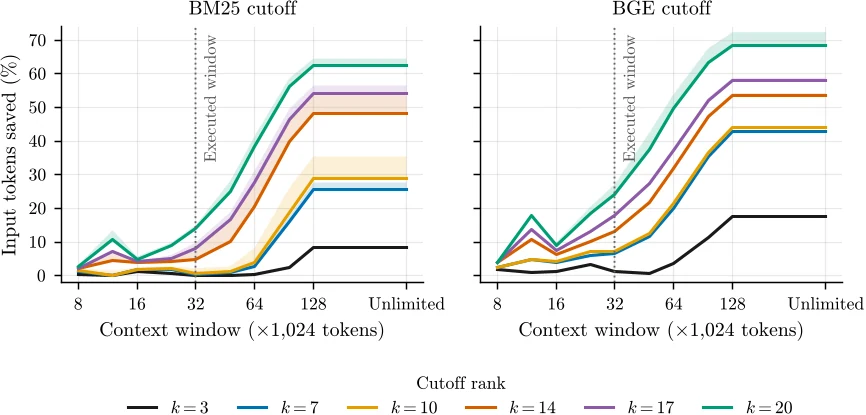 BM25 cutoff
BGE cutoff
Input tokens saved (%)
70
60
50
40
30
20
10
0
Executed window
Executed window
8 16 32 64 128 Unlimited
8 16 32 64 128 Unlimited
Context window (×1,024 tokens)
Context window (×1,024 tokens)
Cutoff rank
k = 3 k = 7 k = 10 k = 14 k = 17 k = 20